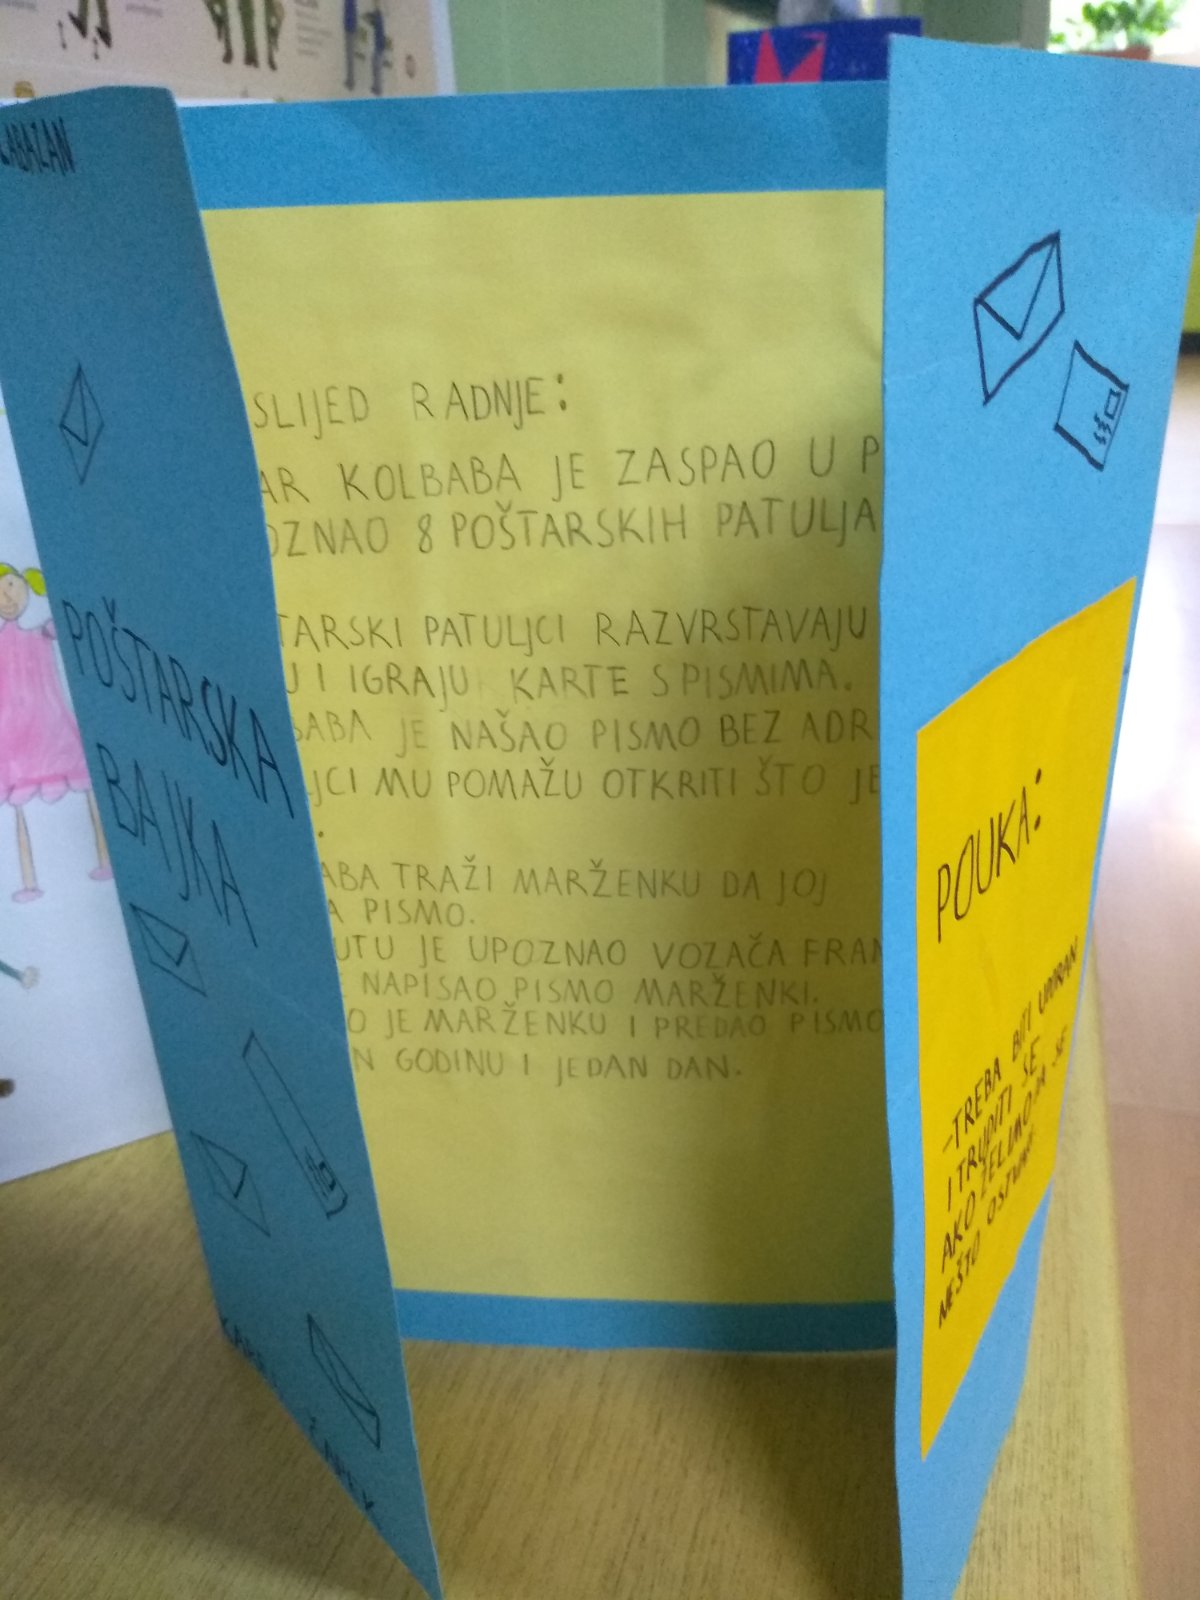 POŠTARSKA
BAJKA
KAREL
ČAPEK
SLIJED RADNJE:
AR KOLBABA JE ZASPAO U P
OZNAO 8 POŠTARSKIH PATULJA
TARSKI PATULJCI RAZVRSTAVAJU
U I IGRAJU KARTE S PISMIMA.
BABA JE NAŠAO PISMO BEZ ADR
LJCI MU POMAŽU OTKRITI ŠTO JE
.
ABA TRAŽI MARŽENKU DA JOJ
A PISMO.
UTU JE UPOZNAO VOZAČA FRAN
E NAPISAO PISMO MARŽENKI.
O JE MARŽENKU I PREDAO PISMO
N GODINU I JEDAN DAN.
POUKA:
-TREBA BITI UPORAN
I TRUDITI SE
AKO ŽELIMO DA SE
NEŠTO OSTVARI